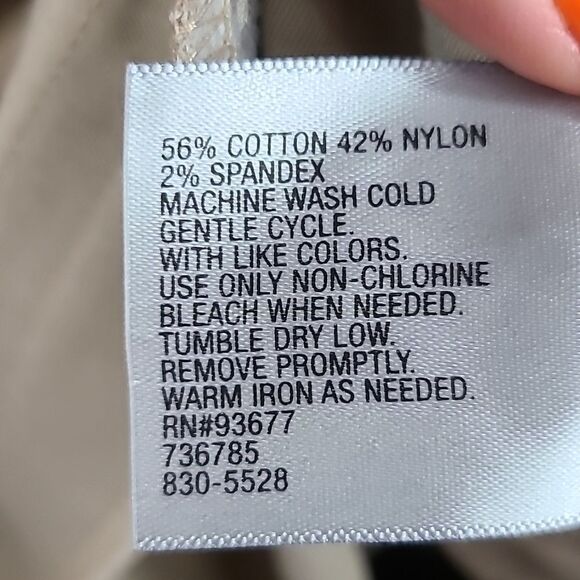 56% COTTON 42% NYLON
2% SPANDEX
MACHINE WASH COLD
GENTLE CYCLE.
WITH LIKE COLORS.
USE ONLY NON-CHLORINE
BLEACH WHEN NEEDED.
TUMBLE DRY LOW.
REMOVE PROMPTLY.
WARM IRON AS NEEDED.
RN#93677
736785
830-5528